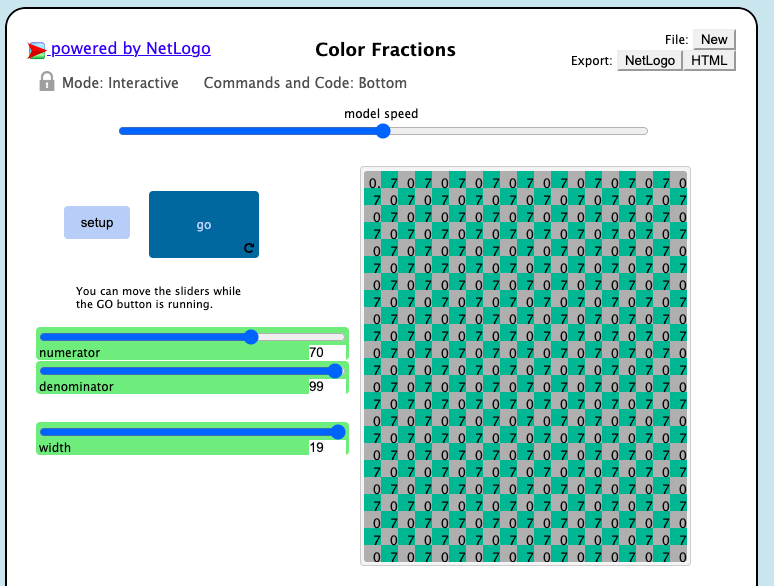 powered by NetLogo
Color Fractions
File: New
Export: NetLogo HTML
Mode: Interactive
Commands and Code: Bottom
model speed
setup
go
You can move the sliders while
the GO button is running.
numerator 70
denominator 99
width 19
0. 7 0 7 0 7 0 7 0 7 0 7 0 7 0 7 0 7 0
7 0 7 0 7 0 7 0 7 0 7 0 7 0 7 0 7 0 7
0 7 0 7 0 7 0 7 0 7 0 7 0 7 0 7 0 7 0
7 0 7 0 7 0 7 0 7 0 7 0 7 0 7 0 7 0 7
0 7 0 7 0 7 0 7 0 7 0 7 0 7 0 7 0 7 0
7 0 7 0 7 0 7 0 7 0 7 0 7 0 7 0 7 0 7
0 7 0 7 0 7 0 7 0 7 0 7 0 7 0 7 0 7 0
7 0 7 0 7 0 7 0 7 0 7 0 7 0 7 0 7 0 7
0 7 0 7 0 7 0 7 0 7 0 7 0 7 0 7 0 7 0
7 0 7 0 7 0 7 0 7 0 7 0 7 0 7 0 7 0 7
0 7 0 7 0 7 0 7 0 7 0 7 0 7 0 7 0 7 0
7 0 7 0 7 0 7 0 7 0 7 0 7 0 7 0 7 0 7
0 7 0 7 0 7 0 7 0 7 0 7 0 7 0 7 0 7 0
7 0 7 0 7 0 7 0 7 0 7 0 7 0 7 0 7 0 7
0 7 0 7 0 7 0 7 0 7 0 7 0 7 0 7 0 7 0
7 0 7 0 7 0 7 0 7 0 7 0 7 0 7 0 7 0 7
0 7 0 7 0 7 0 7 0 7 0 7 0 7 0 7 0 7 0
7 0 7 0 7 0 7 0 7 0 7 0 7 0 7 0 7 0 7
0 7 0 7 0 7 0 7 0 7 0 7 0 7 0 7 0 7 0
7 0 7 0 7 0 7 0 7 0 7 0 7 0 7 0 7 0 7
0 7 0 7 0 7 0 7 0 7 0 7 0 7 0 7 0 7 0
7 0 7 0 7 0 7 0 7 0 7 0 7 0 7 0 7 0 7
0 7 0 7 0 7 0 7 0 7 0 7 0 7 0 7 0 7 0